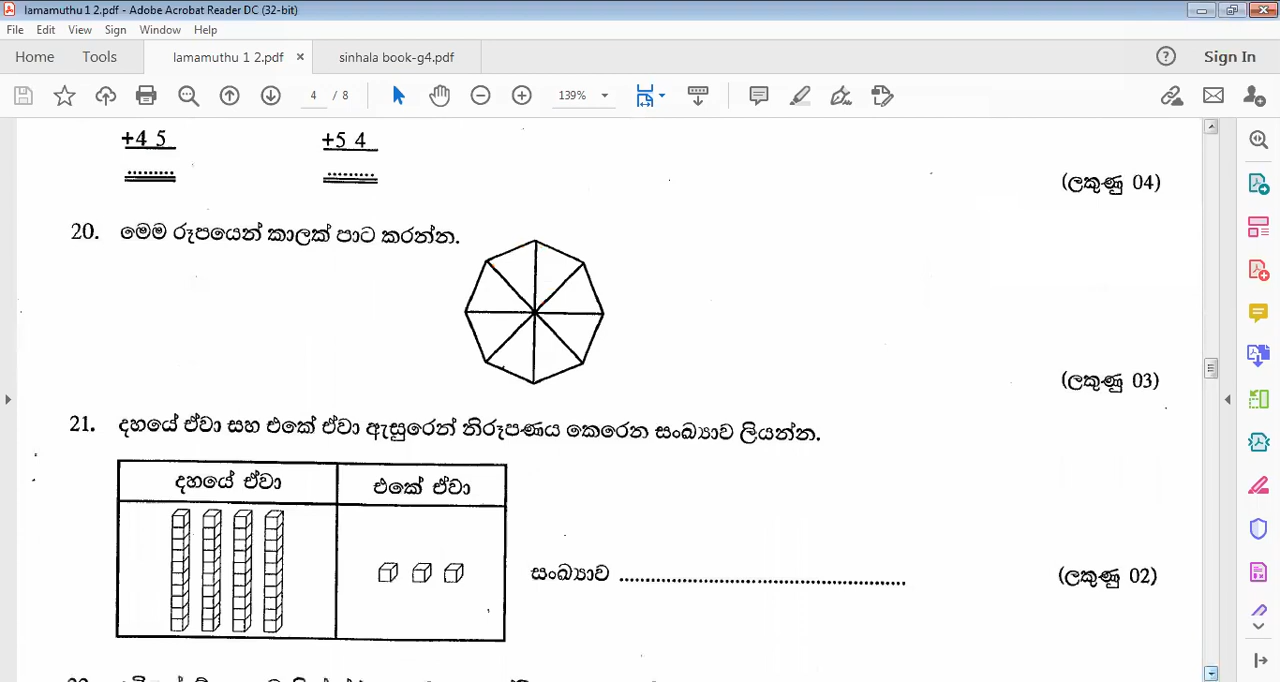 lamamuthu 1 2.pdf - Adobe Acrobat Reader DC (32-bit)
File Edit View Sign Window Help
Home Tools lamamuthu 1 2.pdf × sinhala book-g4.pdf Sign In
4 / 8 139%
+4 5 +5 4
(ලකුණු 04)
20. මෙම රූපයෙන් කාලක් පාට කරන්න.
(ලකුණු 03)
21. දහයේ ඒවා සහ එකේ ඒවා ඇසුරෙන් නිරූපණය කෙරෙන සංඛ්‍යාව ලියන්න.
දහයේ ඒවා එකේ ඒවා
සංඛ්‍යාව ......................................................
(ලකුණු 02)